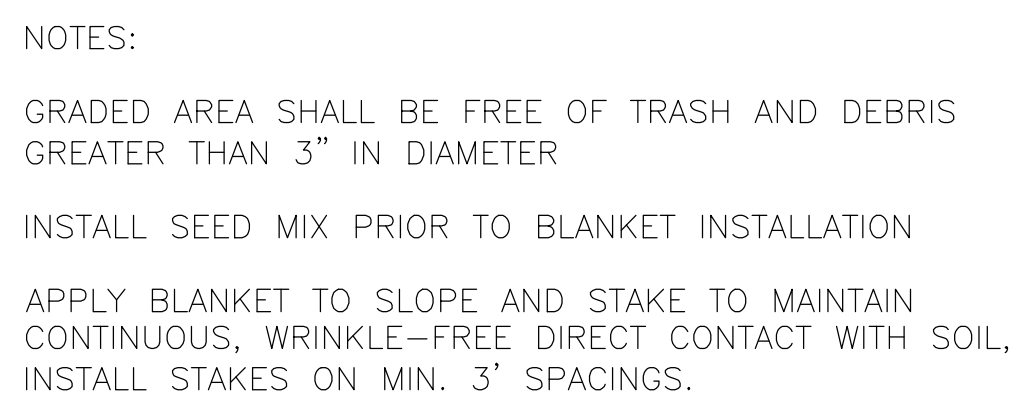 NOTES:
GRADED AREA SHALL BE FREE OF TRASH AND DEBRIS
GREATER THAN 3” IN DIAMETER
INSTALL SEED MIX PRIOR TO BLANKET INSTALLATION
APPLY BLANKET TO SLOPE AND STAKE TO MAINTAIN
CONTINUOUS, WRINKLE–FREE DIRECT CONTACT WITH SOIL,
INSTALL STAKES ON MIN. 3’ SPACINGS.